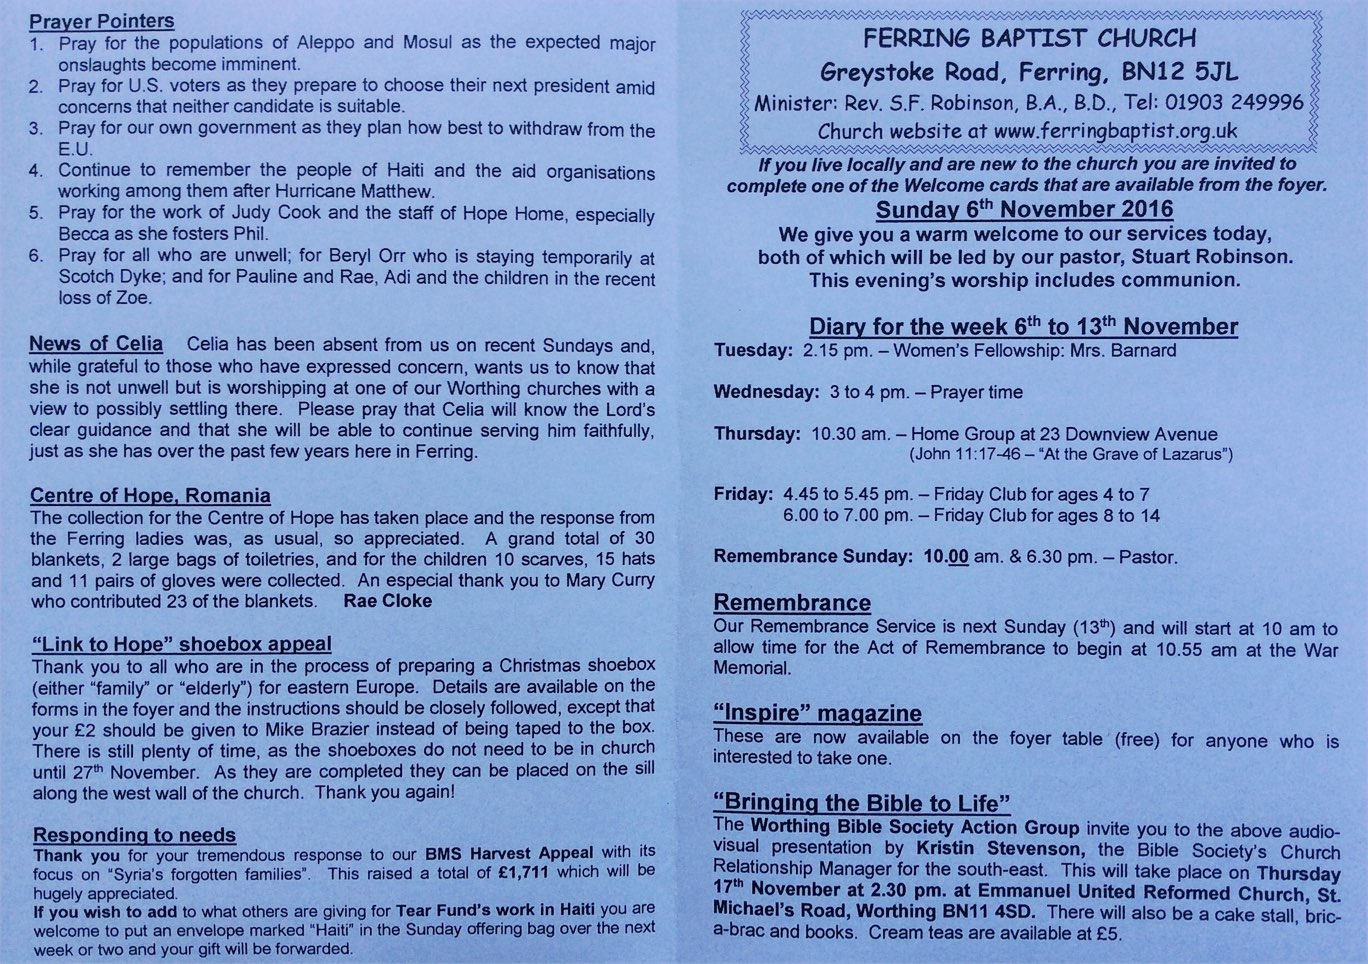 Prayer Pointers
1. Pray for the populations of Aleppo and Mosul as the expected major
onslaughts become imminent.
2. Pray for U.S. voters as they prepare to choose their next president amid
concerns that neither candidate is suitable.
3. Pray for our own government as they plan how best to withdraw from the
E.U.
4. Continue to remember the people of Haiti and the aid organisations
working among them after Hurricane Matthew.
5. Pray for the work of Judy Cook and the staff of Hope Home, especially
Becca as she fosters Phil.
6. Pray for all who are unwell; for Beryl Orr who is staying temporarily at
Scotch Dyke; and for Pauline and Rae, Adi and the children in the recent
loss of Zoe.
News of Celia Celia has been absent from us on recent Sundays and,
while grateful to those who have expressed concern, wants us to know that
she is not unwell but is worshipping at one of our Worthing churches with a
view to possibly settling there. Please pray that Celia will know the Lord's
clear guidance and that she will be able to continue serving him faithfully,
just as she has over the past few years here in Ferring.
Centre of Hope, Romania
The collection for the Centre of Hope has taken place and the response from
the Ferring ladies was, as usual, so appreciated. A grand total of 30
blankets, 2 large bags of toiletries, and for the children 10 scarves, 15 hats
and 11 pairs of gloves were collected. An especial thank you to Mary Curry
who contributed 23 of the blankets. Rae Cloke
“Link to Hope” shoebox appeal
Thank you to all who are in the process of preparing a Christmas shoebox
(either “family” or “elderly”) for eastern Europe. Details are available on the
forms in the foyer and the instructions should be closely followed, except that
your £2 should be given to Mike Brazier instead of being taped to the box.
There is still plenty of time, as the shoeboxes do not need to be in church
until 27th November. As they are completed they can be placed on the sill
along the west wall of the church. Thank you again!
Responding to needs
Thank you for your tremendous response to our BMS Harvest Appeal with its
focus on “Syria's forgotten families”. This raised a total of £1,711 which will be
hugely appreciated.
If you wish to add to what others are giving for Tear Fund's work in Haiti you are
welcome to put an envelope marked “Haiti” in the Sunday offering bag over the next
week or two and your gift will be forwarded.
FERRING BAPTIST CHURCH
Greystoke Road, Ferring, BN12 5JL
Minister: Rev. S.F. Robinson, B.A., B.D., Tel: 01903 249996
Church website at www.ferringbaptist.org.uk
If you live locally and are new to the church you are invited to
complete one of the Welcome cards that are available from the foyer.
Sunday 6th November 2016
We give you a warm welcome to our services today,
both of which will be led by our pastor, Stuart Robinson.
This evening's worship includes communion.
Diary for the week 6th to 13th November
Tuesday: 2.15 pm. – Women's Fellowship: Mrs. Barnard
Wednesday: 3 to 4 pm. – Prayer time
Thursday: 10.30 am. – Home Group at 23 Downview Avenue
(John 11:17-46 – “At the Grave of Lazarus”)
Friday: 4.45 to 5.45 pm. – Friday Club for ages 4 to 7
6.00 to 7.00 pm. – Friday Club for ages 8 to 14
Remembrance Sunday: 10.00 am. & 6.30 pm. – Pastor.
Remembrance
Our Remembrance Service is next Sunday (13th) and will start at 10 am to
allow time for the Act of Remembrance to begin at 10.55 am at the War
Memorial.
“Inspire” magazine
These are now available on the foyer table (free) for anyone who is
interested to take one.
“Bringing the Bible to Life”
The Worthing Bible Society Action Group invite you to the above audio-
visual presentation by Kristin Stevenson, the Bible Society's Church
Relationship Manager for the south-east. This will take place on Thursday
17th November at 2.30 pm. at Emmanuel United Reformed Church, St.
Michael's Road, Worthing BN11 4SD. There will also be a cake stall, bric-
a-brac and books. Cream teas are available at £5.